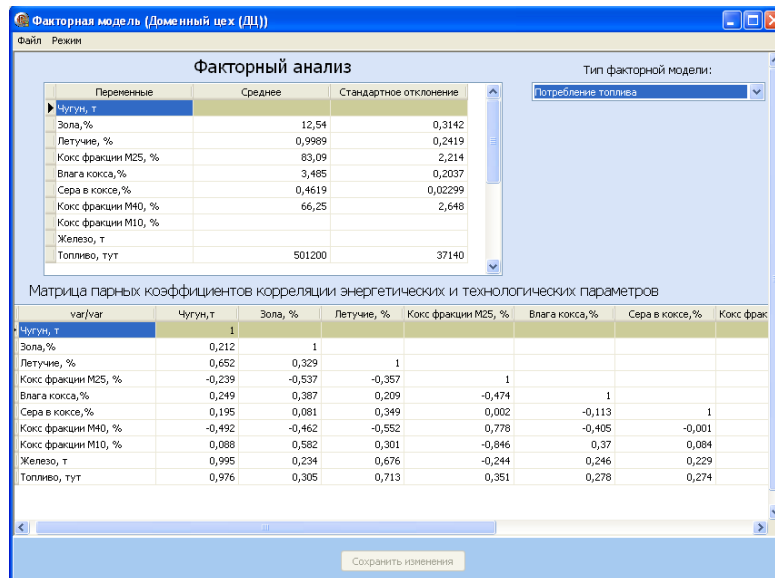 Факторная модель (Доменный цех (ДЦ))
Файл Режим
Факторный анализ
Тип факторной модели:
Потребление топлива
Переменные Среднее Стандартное отклонение
Чугун, т
Зола,% 12,54 0,3142
Летучие, % 0,9989 0,2419
Кокс фракции М25, % 83,09 2,214
Влага кокса,% 3,485 0,2037
Сера в коксе,% 0,4619 0,02299
Кокс фракции М40, % 66,25 2,648
Кокс фракции М10, %
Железо, т
Топливо, тут 501200 37140
Матрица парных коэффициентов корреляции энергетических и технологических параметров
var/var Чугун,т Зола, % Летучие, % Кокс фракции М25, % Влага кокса,% Сера в коксе,% Кокс фрак
Чугун, т 1
Зола,% 0,212 1
Летучие, % 0,652 0,329 1
Кокс фракции М25, % -0,239 -0,537 -0,357 1
Влага кокса,% 0,249 0,387 0,209 -0,474 1
Сера в коксе,% 0,195 0,081 0,349 0,002 -0,113 1
Кокс фракции М40, % -0,492 -0,462 -0,552 0,778 -0,405 -0,001
Кокс фракции М10, % 0,088 0,582 0,301 -0,846 0,37 0,084
Железо, т 0,995 0,234 0,676 -0,244 0,246 0,229
Топливо, тут 0,976 0,305 0,713 0,351 0,278 0,274
Сохранить изменения